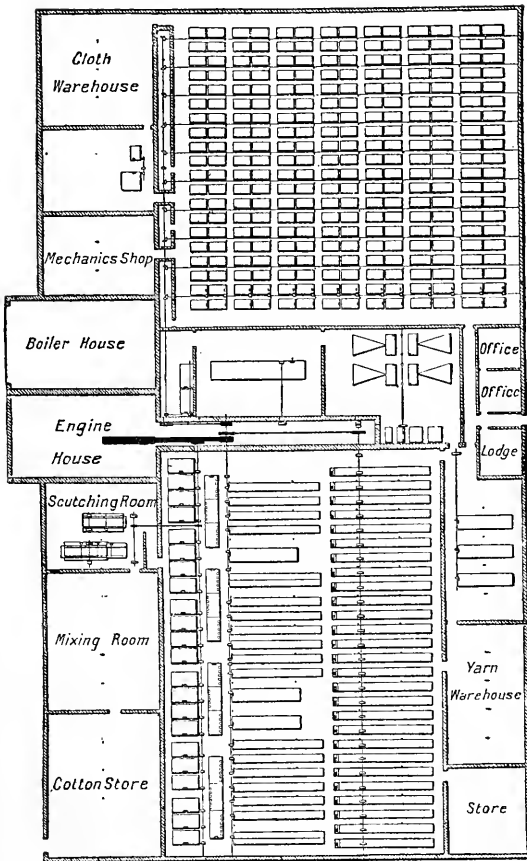 Cloth
Warehouse
Mechanics Shop
Boiler House
Office
Office
Engine
House
Lodge
Scutching Room
Mixing Room
Yarn
Warehouse
Cotton Store
Store